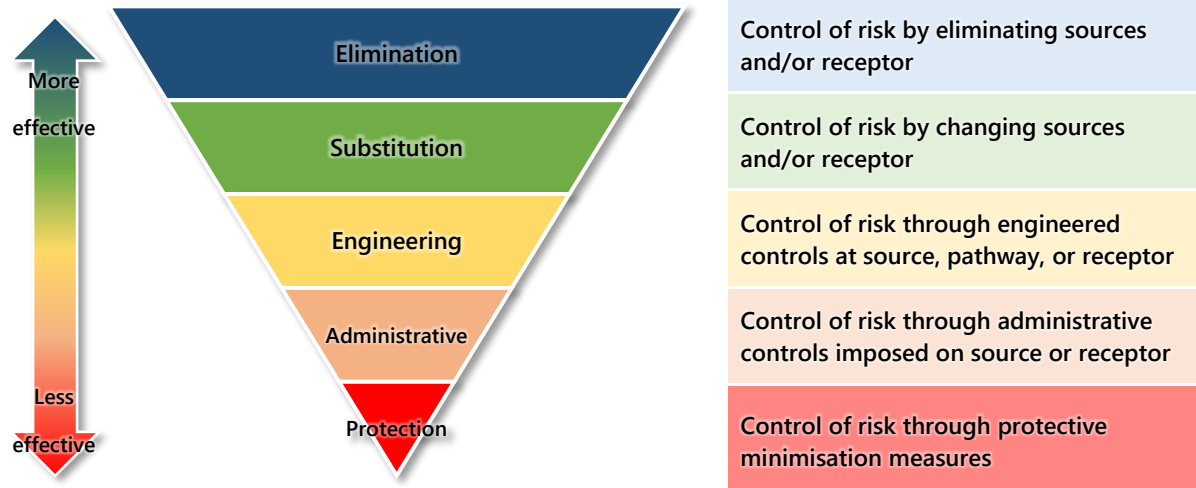 More
effective
Less
effective
Elimination
Substitution
Engineering
Administrative
Protection
Control of risk by eliminating sources
and/or receptor
Control of risk by changing sources
and/or receptor
Control of risk through engineered
controls at source, pathway, or receptor
Control of risk through administrative
controls imposed on source or receptor
Control of risk through protective
minimisation measures